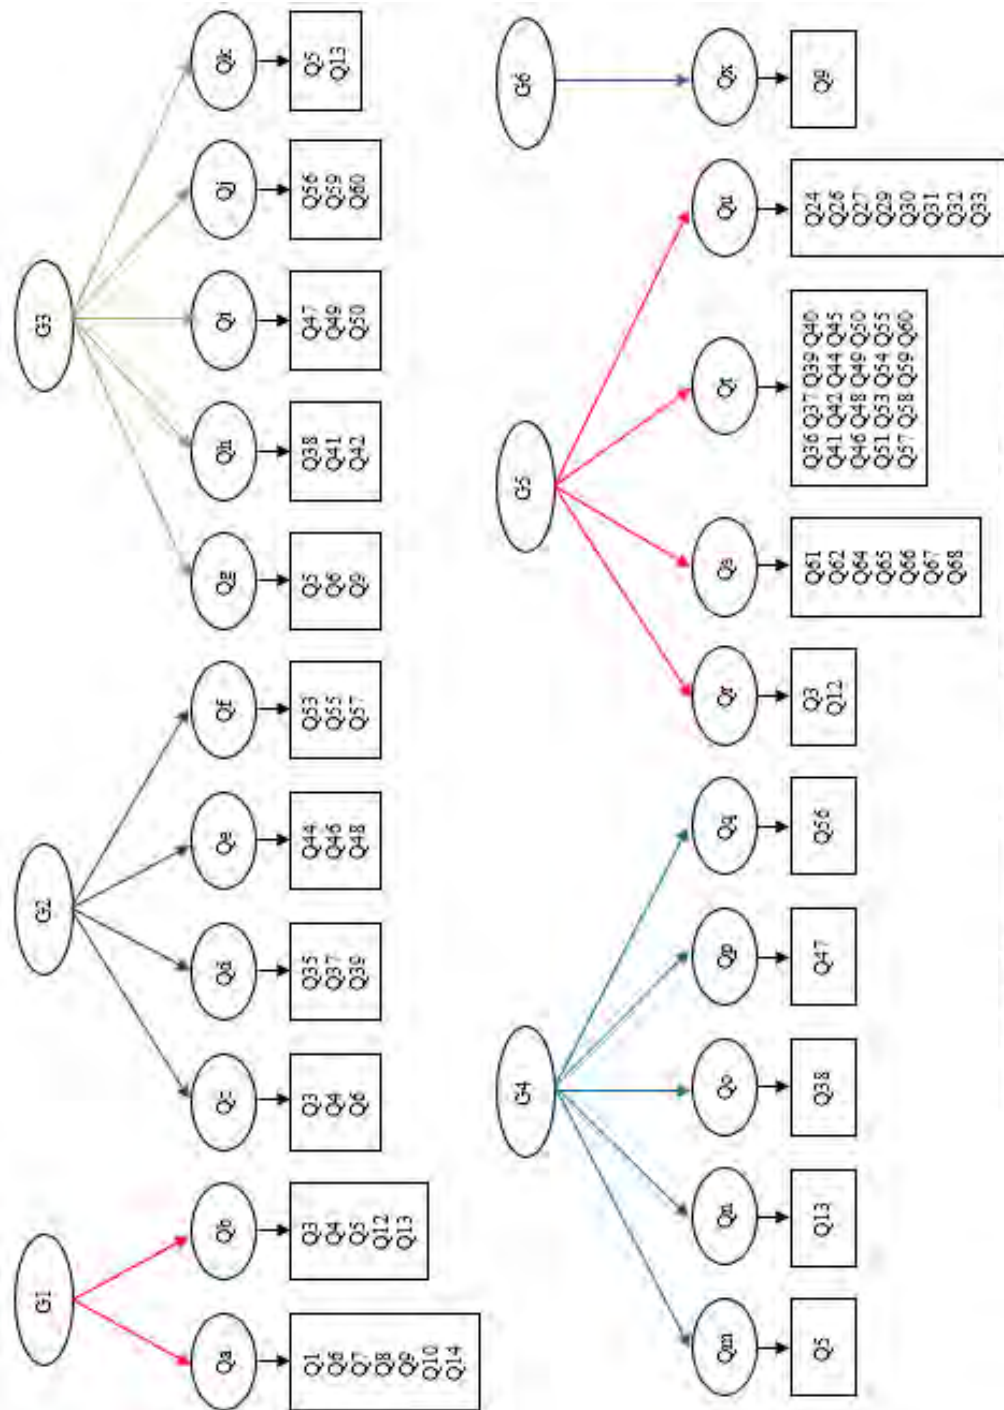 G1
Qa
Q1
Q6
Q7
Q8
Q9
Q10
Q14
Qb
Q3
Q4
Q5
Q12
Q13
G2
Qc
Q3
Q4
Q6
Qd
Q35
Q37
Q39
Qe
Q44
Q46
Q48
Qf
Q53
Q55
Q57
G3
Qg
Q5
Q6
Q9
Qh
Q38
Q41
Q42
Qi
Q47
Q49
Q50
Qj
Q56
Q59
Q60
Qk
Q5
Q13
G4
Qm
Q5
Qn
Q13
Qo
Q38
Qp
Q47
Qq
Q56
G5
Qr
Q3
Q12
Qs
Q61
Q62
Q64
Q65
Q66
Q67
Q68
Qt
Q36 Q37 Q39 Q40
Q41 Q42 Q44 Q45
Q46 Q48 Q49 Q50
Q51 Q53 Q54 Q55
Q57 Q58 Q59 Q60
Qu
Q24
Q26
Q27
Q29
Q30
Q31
Q32
Q33
G6
Qx
Q9